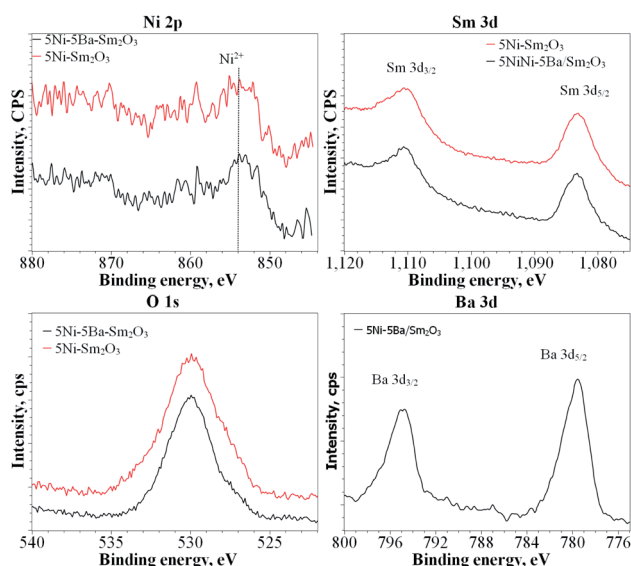 Ni 2p
5Ni-5Ba-Sm₂O₃
5Ni-Sm₂O₃
Ni²⁺
Intensity, CPS
880 870 860 850
Binding energy, eV
Sm 3d
5Ni-Sm₂O₃
5NiNi-5Ba/Sm₂O₃
Sm 3d₃/₂
Sm 3d₅/₂
Intensity, CPS
1,120 1,110 1,100 1,090 1,080
Binding energy, eV
O 1s
5Ni-5Ba-Sm₂O₃
5Ni-Sm₂O₃
Intensity, cps
540 535 530 525
Binding energy, eV
Ba 3d
5Ni-5Ba/Sm₂O₃
Ba 3d₃/₂
Ba 3d₅/₂
Intensity, cps
800 796 792 788 784 780 776
Binding energy, eV